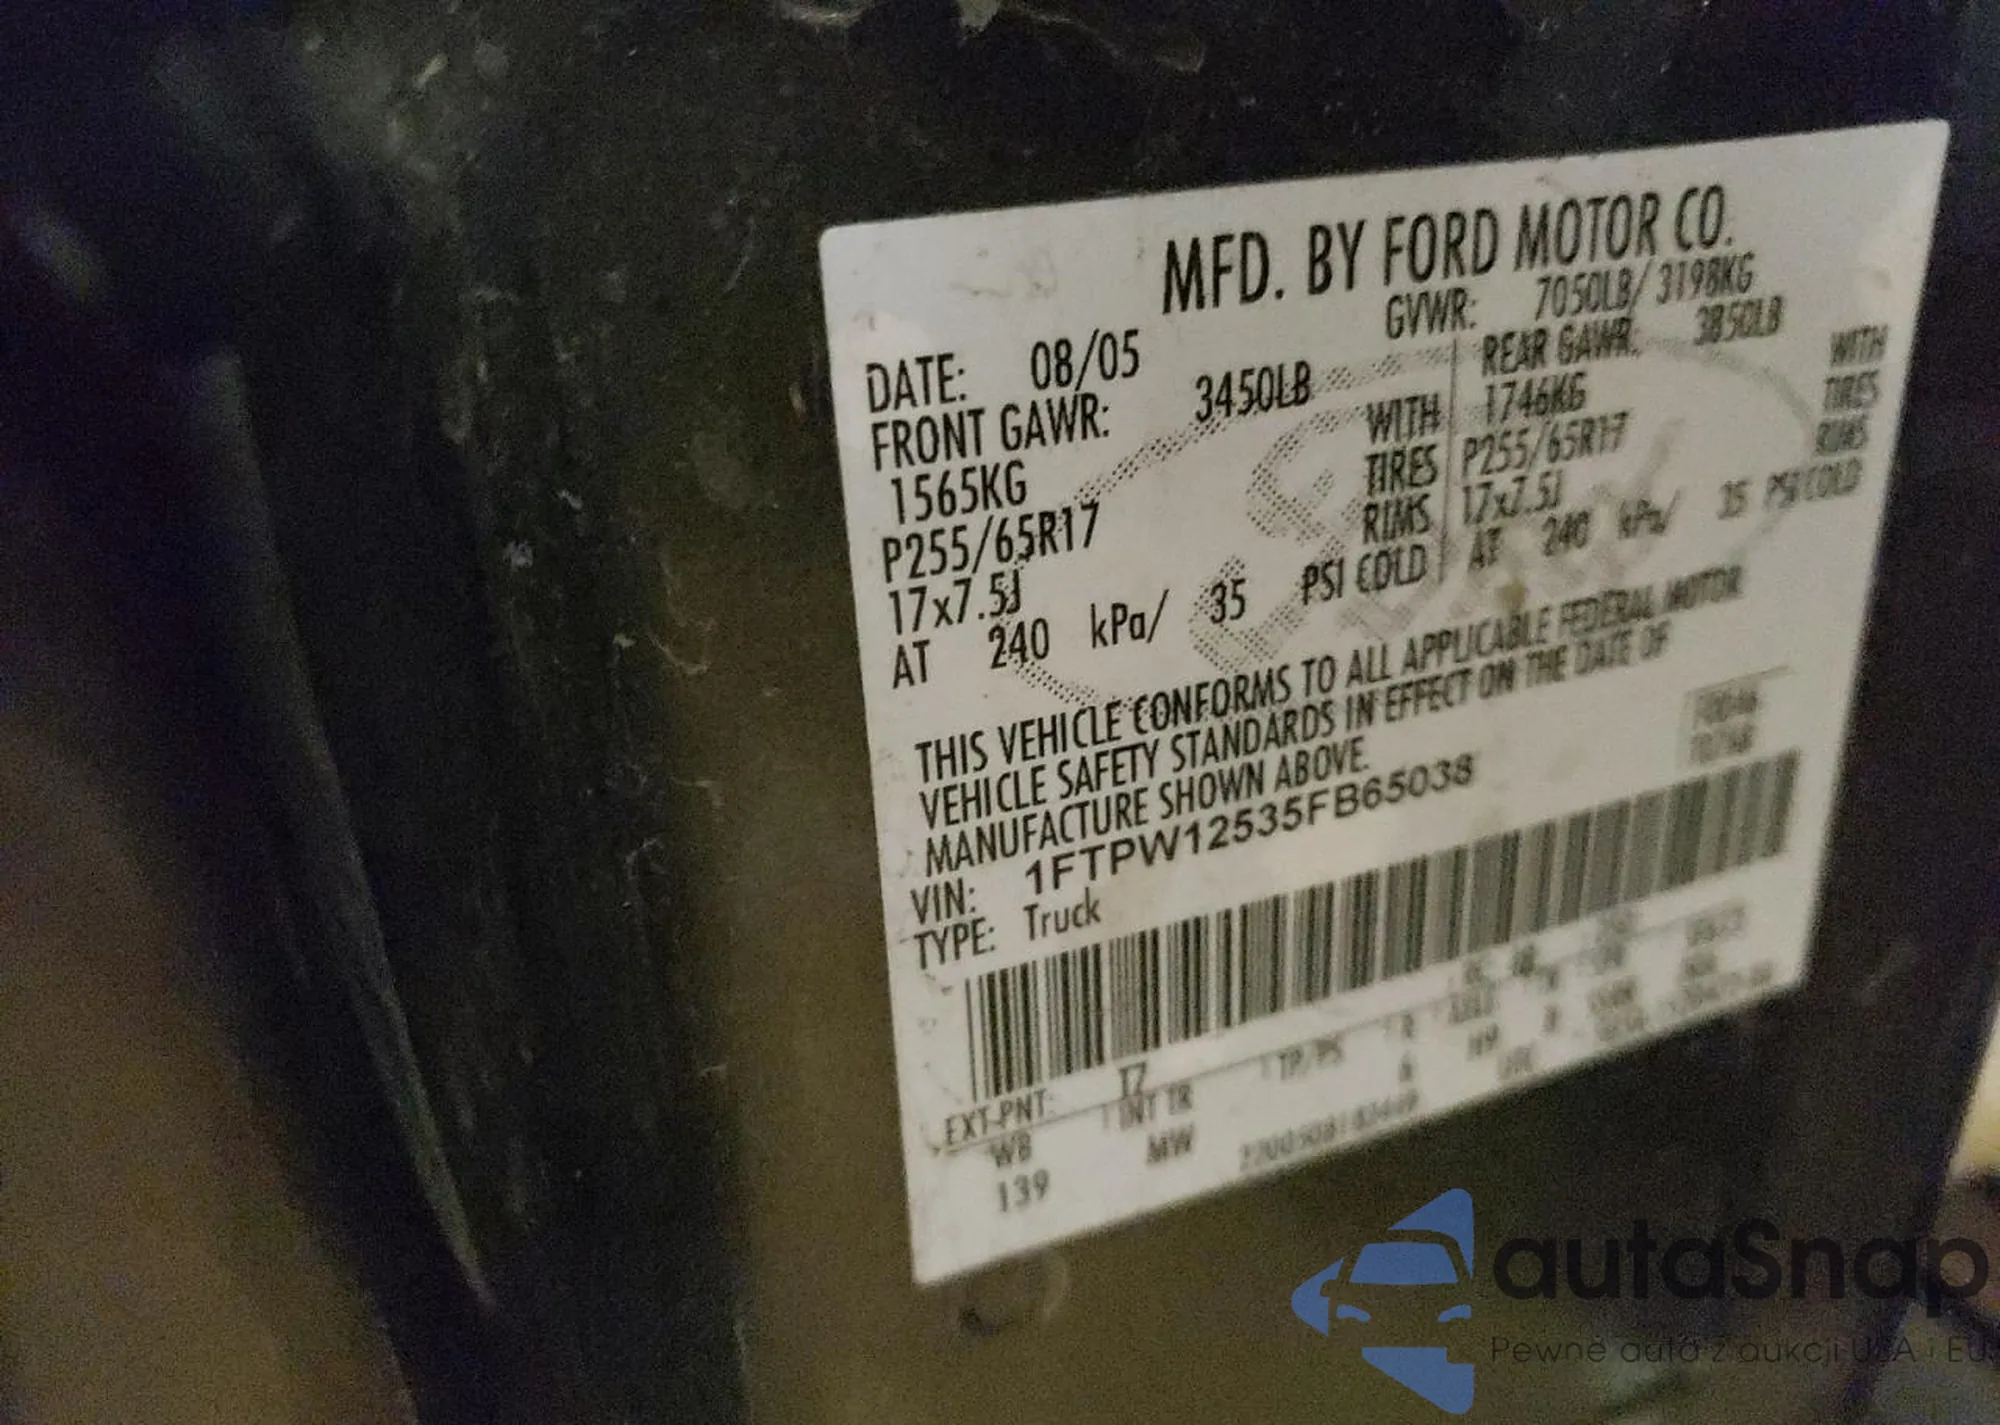 MFD. BY FORD MOTOR CO.
DATE: 08/05 GVWR: 7050LB/ 3198KG
FRONT GAWR: 3450LB REAR GAWR: 3850LB
1565KG WITH 1746KG WITH
P255/65R17 TIRES P255/65R17 TIRES
17x7.5J RIMS 17x7.5J RIMS
AT 240 kPa/ 35 PSI COLD AT 240 kPa/ 35 PSI COLD
THIS VEHICLE CONFORMS TO ALL APPLICABLE FEDERAL MOTOR
VEHICLE SAFETY STANDARDS IN EFFECT ON THE DATE OF
MANUFACTURE SHOWN ABOVE.
VIN: 1FTPW12535FB65038
TYPE: Truck
EXT-PNT:
WB INT TR TP/PS R
139 MW 6 H9
autaSnap
Pewne auta z aukcji USA i EU